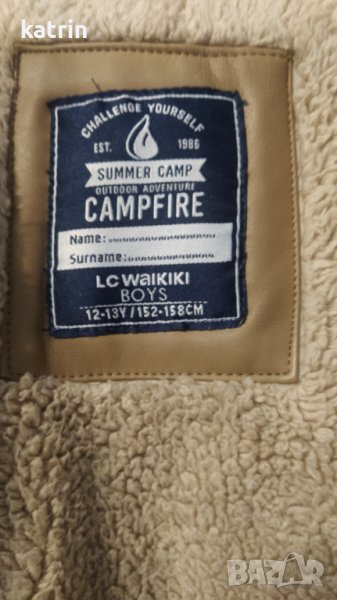 katrin
CHALLENGE YOURSELF
EST. 1986
SUMMER CAMP
OUTDOOR ADVENTURE
CAMPFIRE
Name:
Surname:
LC WAIKIKI
BOYS
12-13Y / 152-158CM
BAZAR